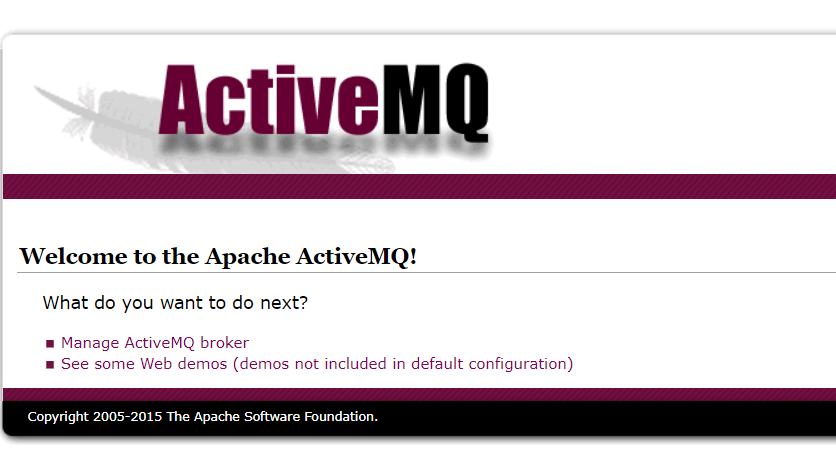 ActiveMQ
Welcome to the Apache ActiveMQ!
What do you want to do next?
Manage ActiveMQ broker
See some Web demos (demos not included in default configuration)
Copyright 2005-2015 The Apache Software Foundation.